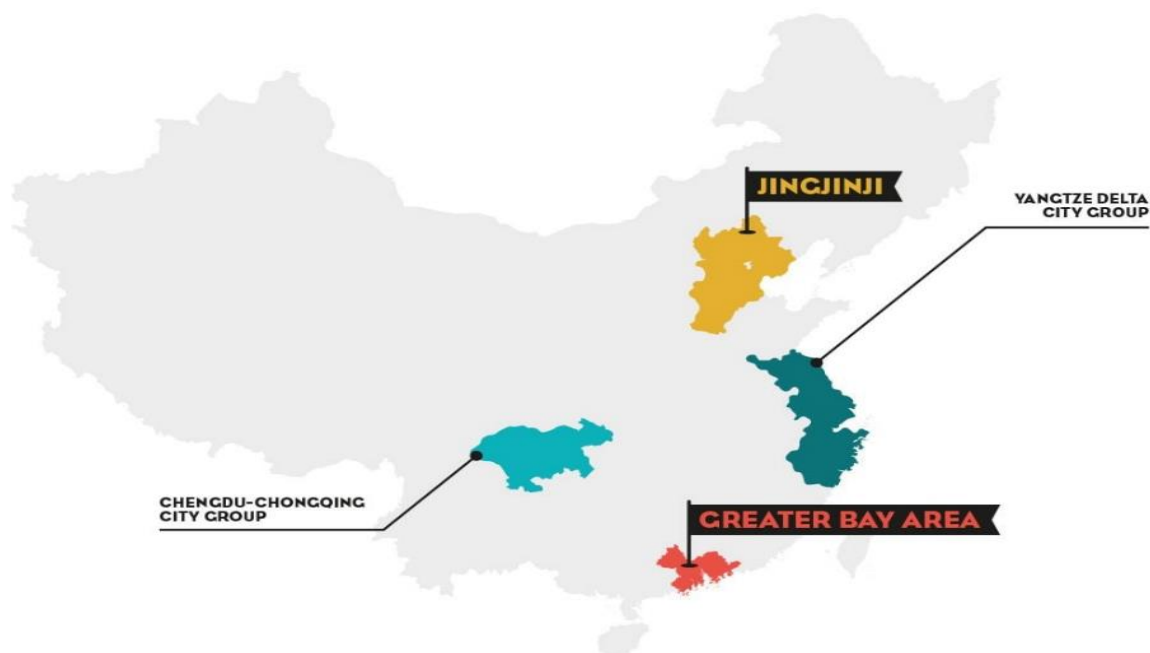 JINGJINJI
YANGTZE DELTA
CITY GROUP
CHENGDU-CHONGQING
CITY GROUP
GREATER BAY AREA